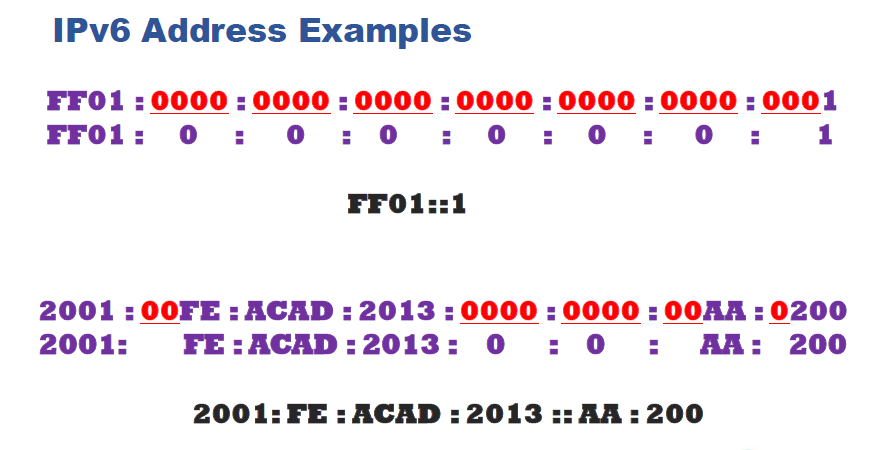 IPv6 Address Examples
FF01 : 0000 : 0000 : 0000 : 0000 : 0000 : 0000 : 0001
FF01 : 0 : 0 : 0 : 0 : 0 : 0 : 1
FF01::1
2001 : 00FE : ACAD : 2013 : 0000 : 0000 : 00AA : 0200
2001: FE : ACAD : 2013 : 0 : 0 : AA : 200
2001: FE : ACAD : 2013 :: AA : 200